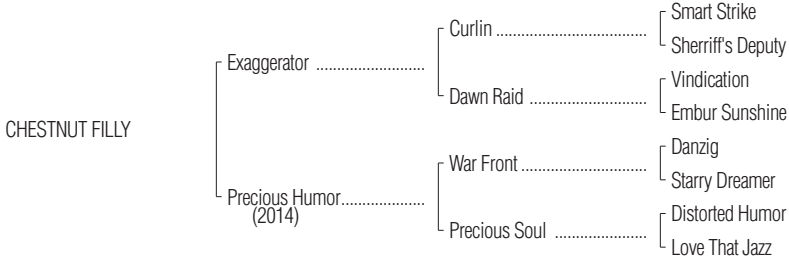 Smart Strike
Curlin ................................
Sherriff's Deputy
Exaggerator .......................
Vindication
Dawn Raid .........................
Embur Sunshine
CHESTNUT FILLY
Danzig
War Front ...........................
Starry Dreamer
Precious Humor..................
(2014)
Distorted Humor
Precious Soul ....................
Love That Jazz